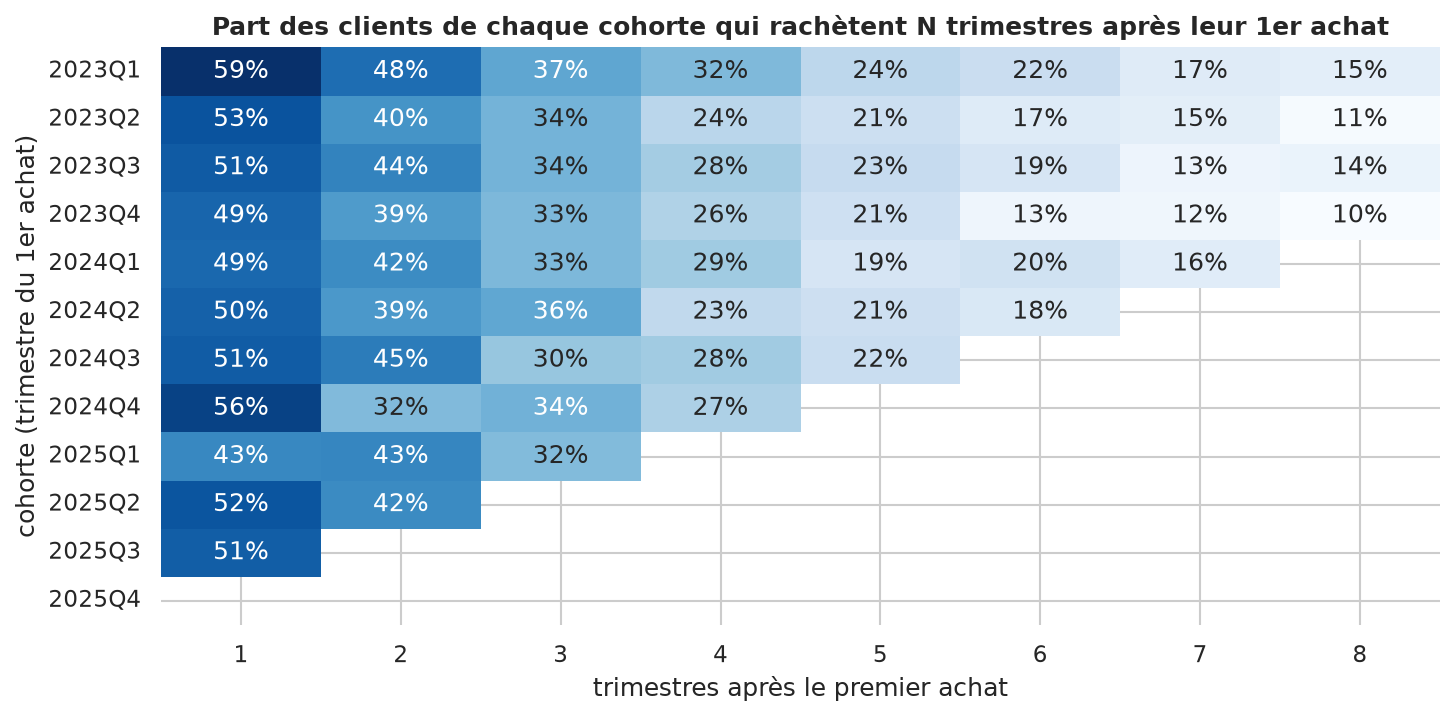 Part des clients de chaque cohorte qui rachètent N trimestres après leur 1er achat
cohorte (trimestre du 1er achat)
2023Q1 59% 48% 37% 32% 24% 22% 17% 15%
2023Q2 53% 40% 34% 24% 21% 17% 15% 11%
2023Q3 51% 44% 34% 28% 23% 19% 13% 14%
2023Q4 49% 39% 33% 26% 21% 13% 12% 10%
2024Q1 49% 42% 33% 29% 19% 20% 16%
2024Q2 50% 39% 36% 23% 21% 18%
2024Q3 51% 45% 30% 28% 22%
2024Q4 56% 32% 34% 27%
2025Q1 43% 43% 32%
2025Q2 52% 42%
2025Q3 51%
2025Q4
1 2 3 4 5 6 7 8
trimestres après le premier achat